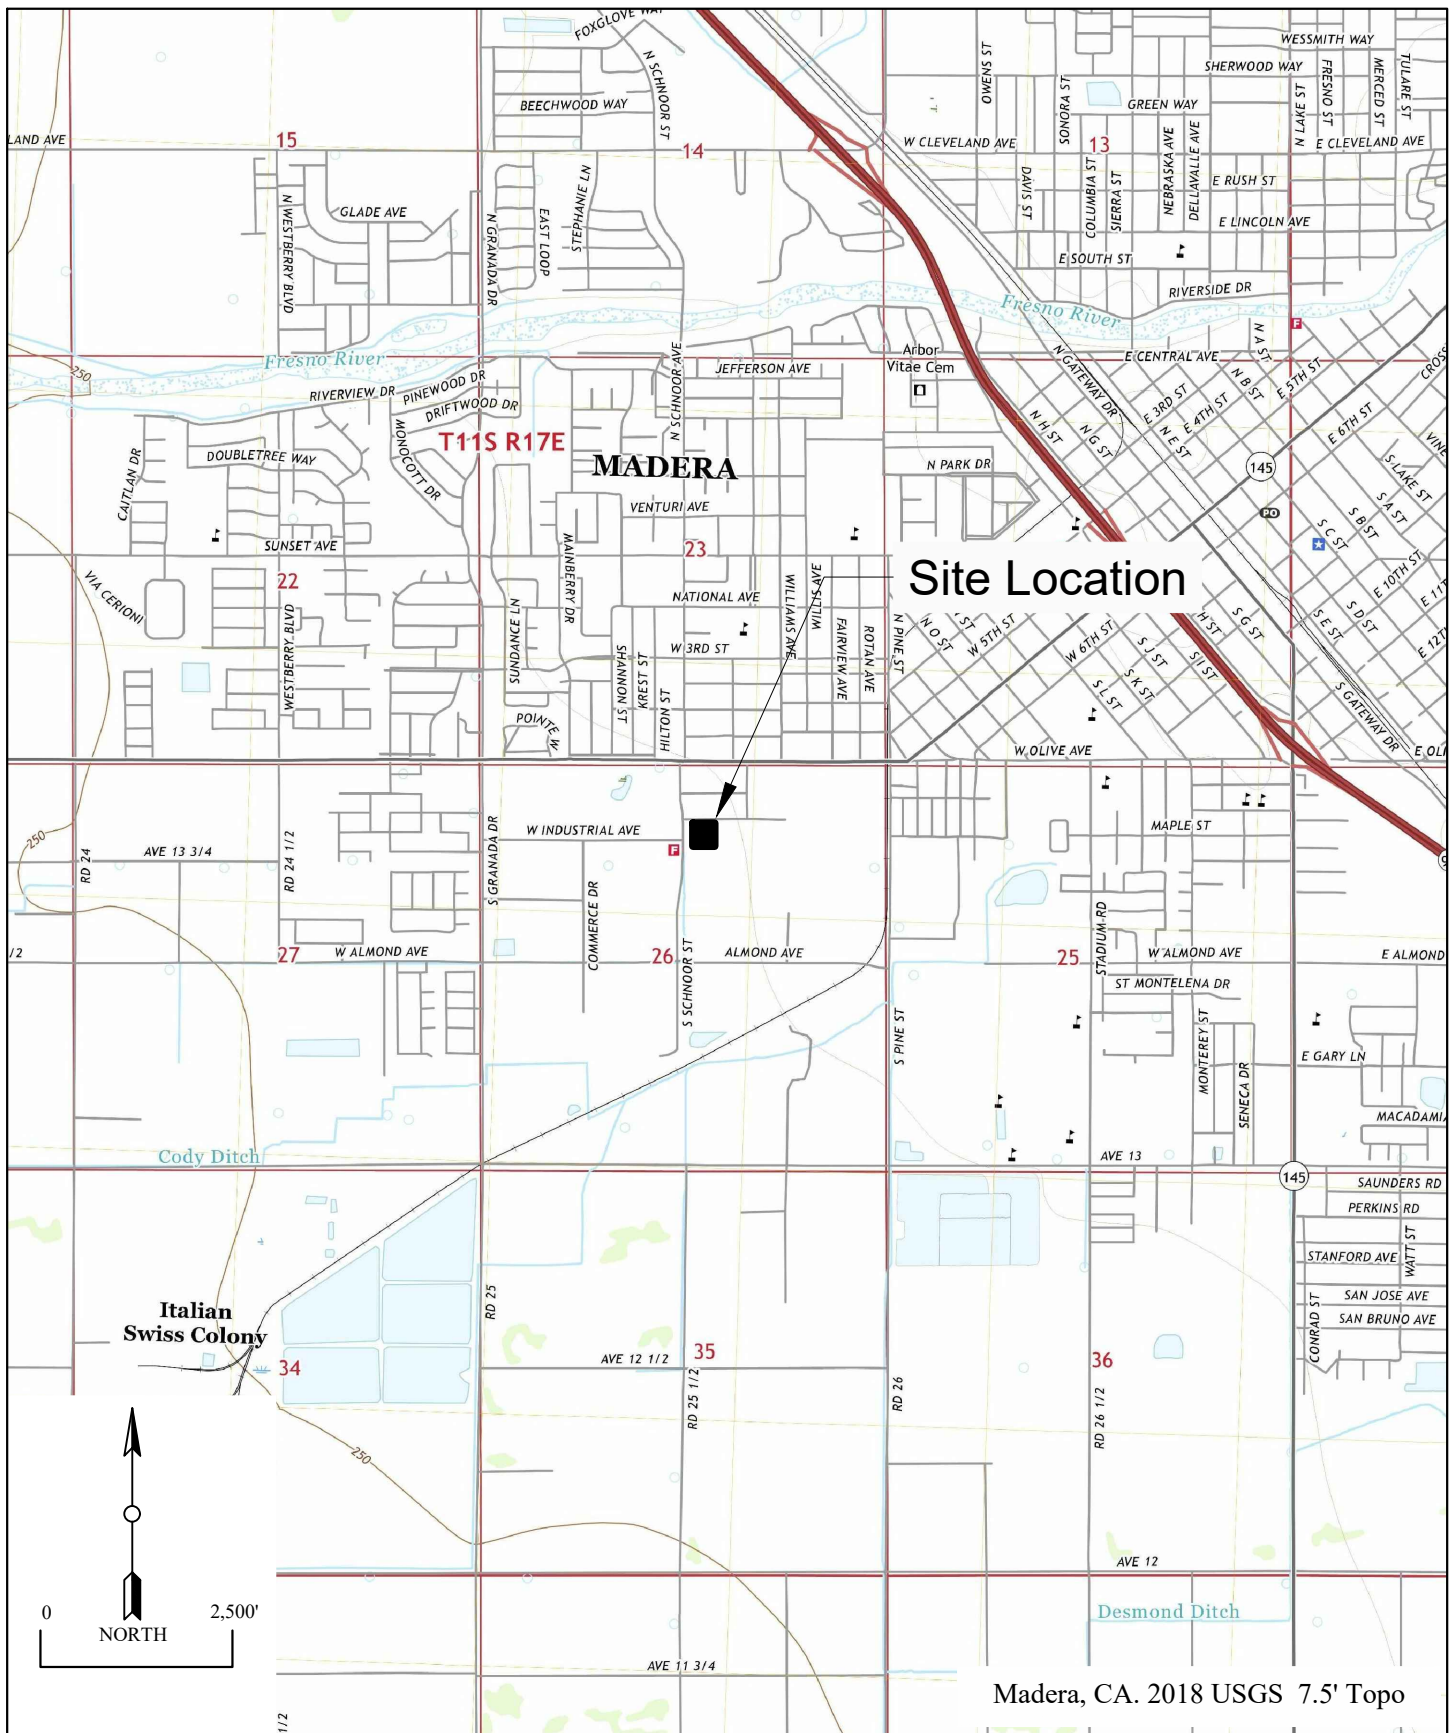 FOXGLOVE WAY
WESSMITH WAY
SHERWOOD WAY
N SCHNOOR ST
OWENS ST
SONORA ST
N LAKE ST
FRESNO ST
MERCED ST
TULARE ST
BEECHWOOD WAY
GREEN WAY
LAND AVE
15
14
W CLEVELAND AVE
13
E CLEVELAND AVE
NEBRASKA AVE
DELLAVALLE AVE
DAVIS ST
COLUMBIA ST
SIERRA ST
E RUSH ST
N WESTBERRY BLVD
GLADE AVE
N GRANADA DR
EAST LOOP
STEPHANIE LN
E LINCOLN AVE
E SOUTH ST
RIVERSIDE DR
Fresno River
F
Fresno River
N SCHNOOR AVE
Arbor
Vitae Cem
N GATEWAY DR
E CENTRAL AVE
N A ST
250
JEFFERSON AVE
E 3RD ST
N B ST
E 5TH ST
CROSS
RIVERVIEW DR
PINEWOOD DR
DRIFTWOOD DR
N H ST
N G ST
E 4TH ST
N E ST
E 6TH ST
VINE
T11S R17E
WONOCOTT DR
MADERA
N PARK DR
145
CAITLAN DR
DOUBLETREE WAY
S LAKE ST
S A ST
S B ST
S C ST
VENTURI AVE
PO
SUNSET AVE
MAINBERRY DR
23
22
Site Location
E 10TH ST
E 11T
E 12T
VIA CERIONI
WESTBERRY BLVD
SUNDANCE LN
NATIONAL AVE
WILLIAMS AVE
WILLIS AVE
FAIRVIEW AVE
ROTAN AVE
N PINE ST
N O ST
ST
W 5TH ST
W 6TH ST
H ST
S G ST
S E ST
S D ST
SHANNON ST
KREST ST
HILTON ST
W 3RD ST
S J ST
S I ST
S K ST
S L ST
S GATEWAY DR
POINTE W
W OLIVE AVE
E OLI
W INDUSTRIAL AVE
MAPLE ST
F
AVE 13 3/4
RD 24
RD 24 1/2
S GRANADA DR
COMMERCE DR
250
9
/2
27
W ALMOND AVE
26
S SCHNOOR ST
ALMOND AVE
25
STADIUM RD
W ALMOND AVE
E ALMOND
ST MONTELENA DR
S PINE ST
MONTEREY ST
SENECA DR
E GARY LN
MACADAMIA
Cody Ditch
AVE 13
145
SAUNDERS RD
PERKINS RD
STANFORD AVE
WATT ST
SAN JOSE AVE
SAN BRUNO AVE
CONRAD ST
Italian
Swiss Colony
RD 25
34
AVE 12 1/2
35
36
RD 25 1/2
RD 26
RD 26 1/2
250
AVE 12
Desmond Ditch
0
2,500'
NORTH
AVE 11 3/4
1/2
Madera, CA. 2018 USGS 7.5' Topo